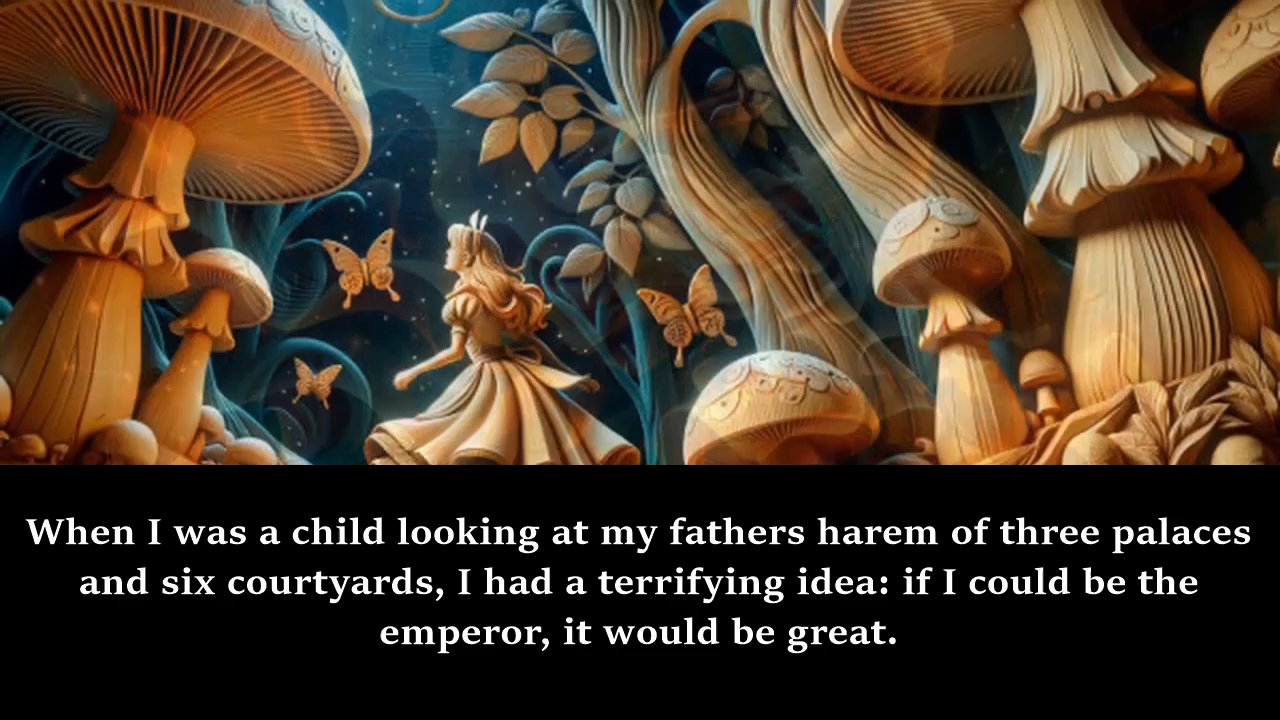 When I was a child looking at my fathers harem of three palaces
and six courtyards, I had a terrifying idea: if I could be the
emperor, it would be great.